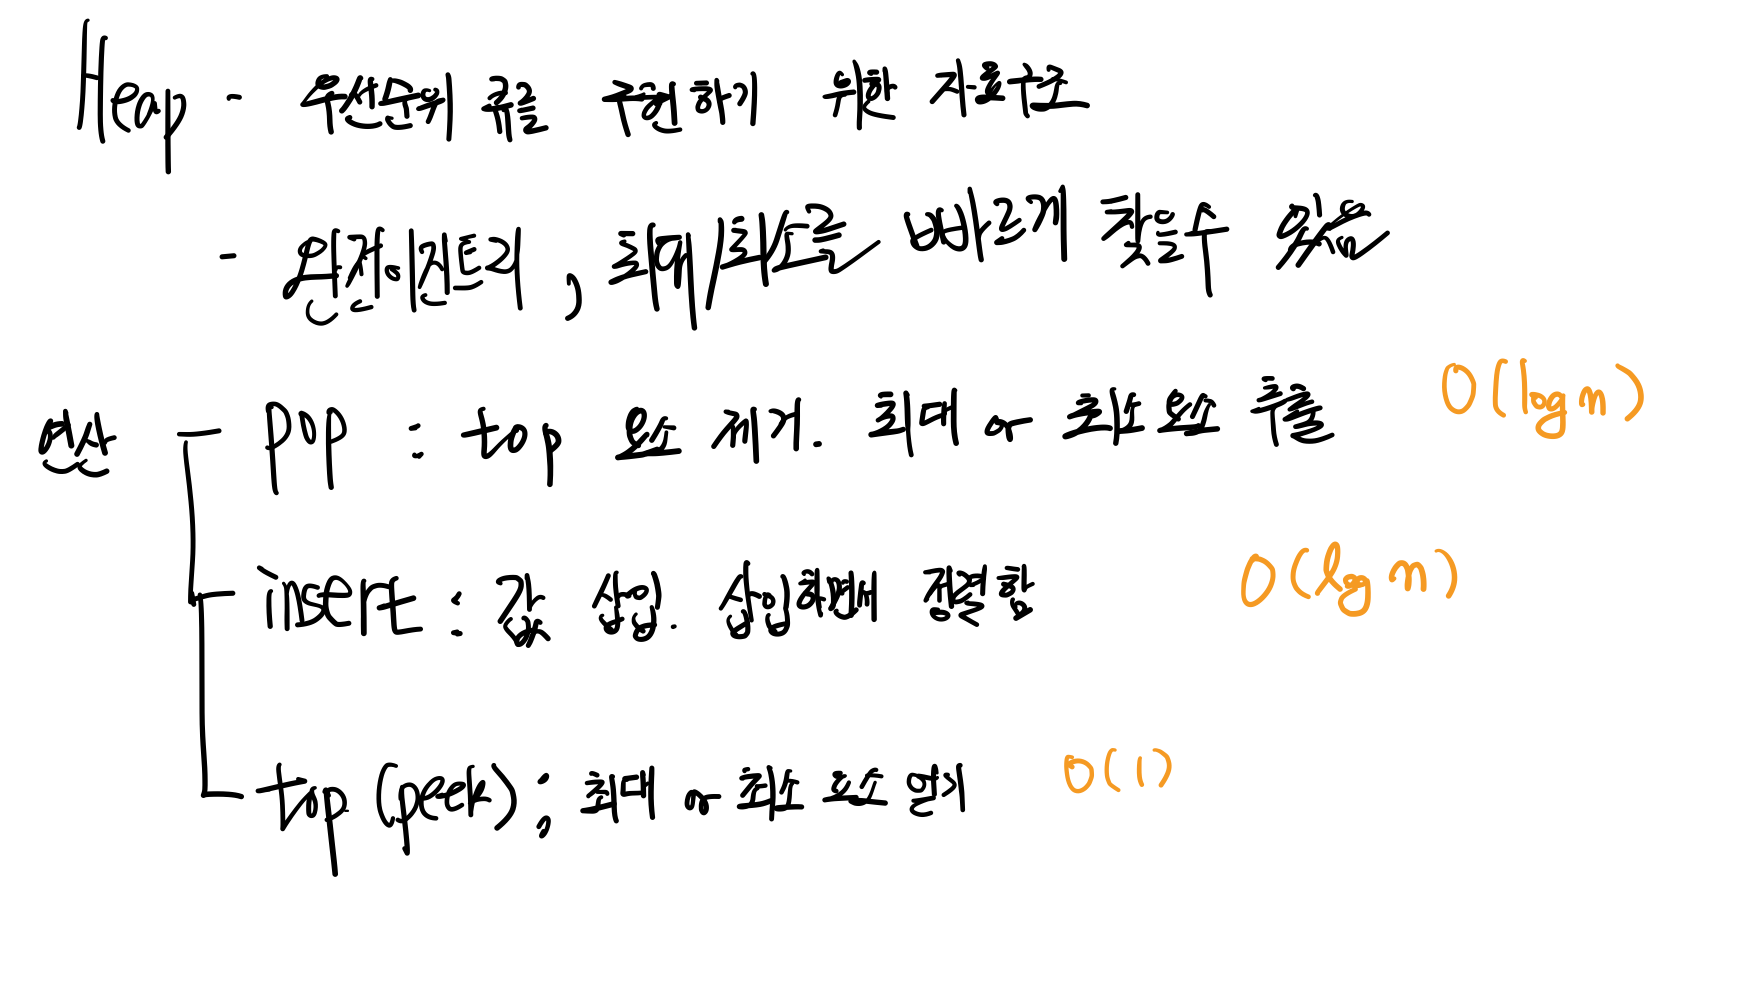 Heap - 우선순위 큐를 구현하기 위한 자료구조
- 완전이진트리, 최대/최소를 빠르게 찾을수 있음
연산 - pop : top 요소 제거. 최대 or 최소 요소 추출 O(log n)
- insert : 값 삽입. 삽입하면서 정렬함 O(log n)
- top (peek) ; 최대 or 최소 요소 얻기 O(1)